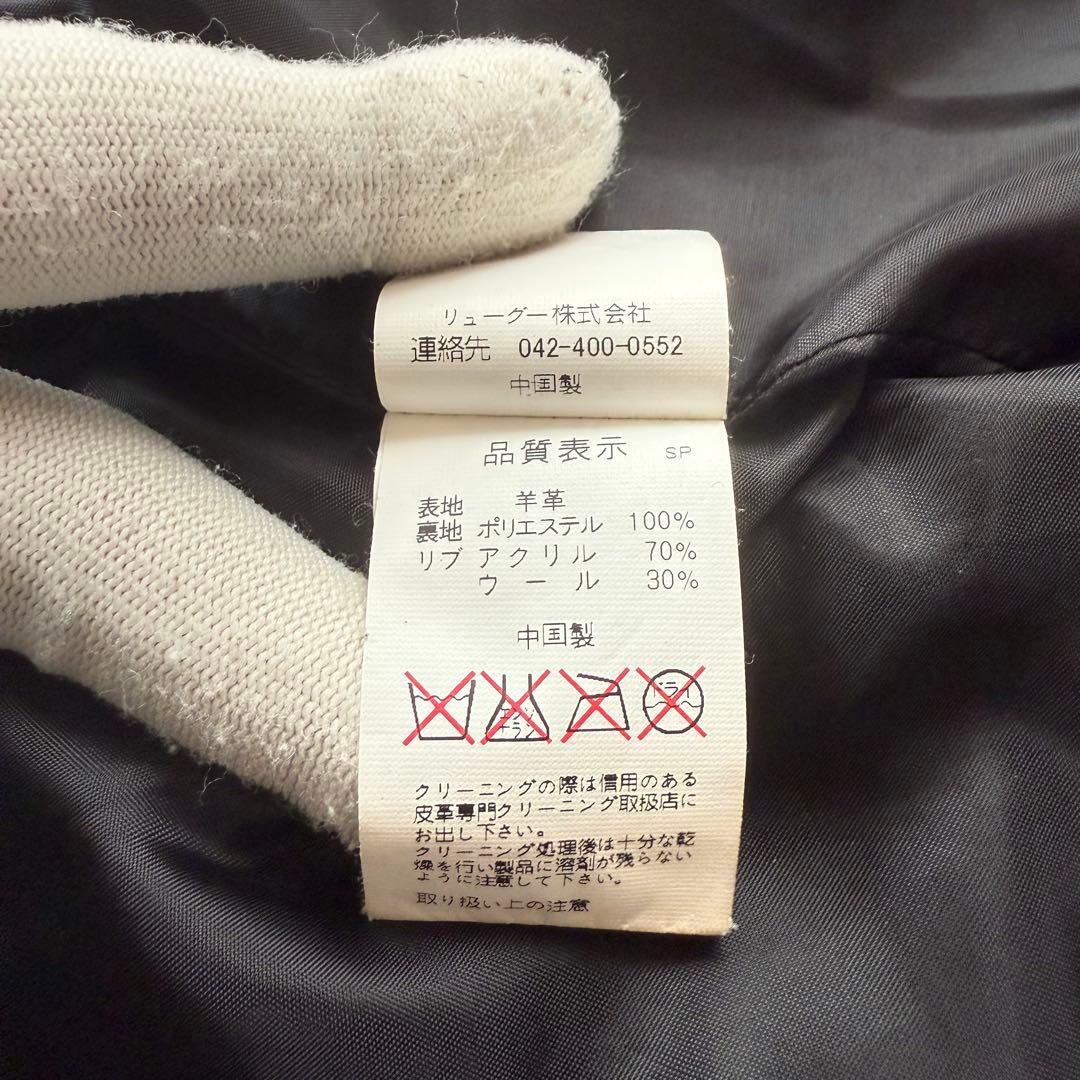 リューグー株式会社
連絡先 042-400-0552
中国製
品質表示 SP
表地 羊革
裏地 ポリエステル 100%
リブ アクリル 70%
ウール 30%
中国製
エンソトラン ドライ
クリーニングの際は信用のある
皮革専門クリーニング取扱店に
お出し下さい。
クリーニング処理後は十分な乾
燥を行い製品に溶剤が残らない
ように注意して下さい。
取り扱い上の注意